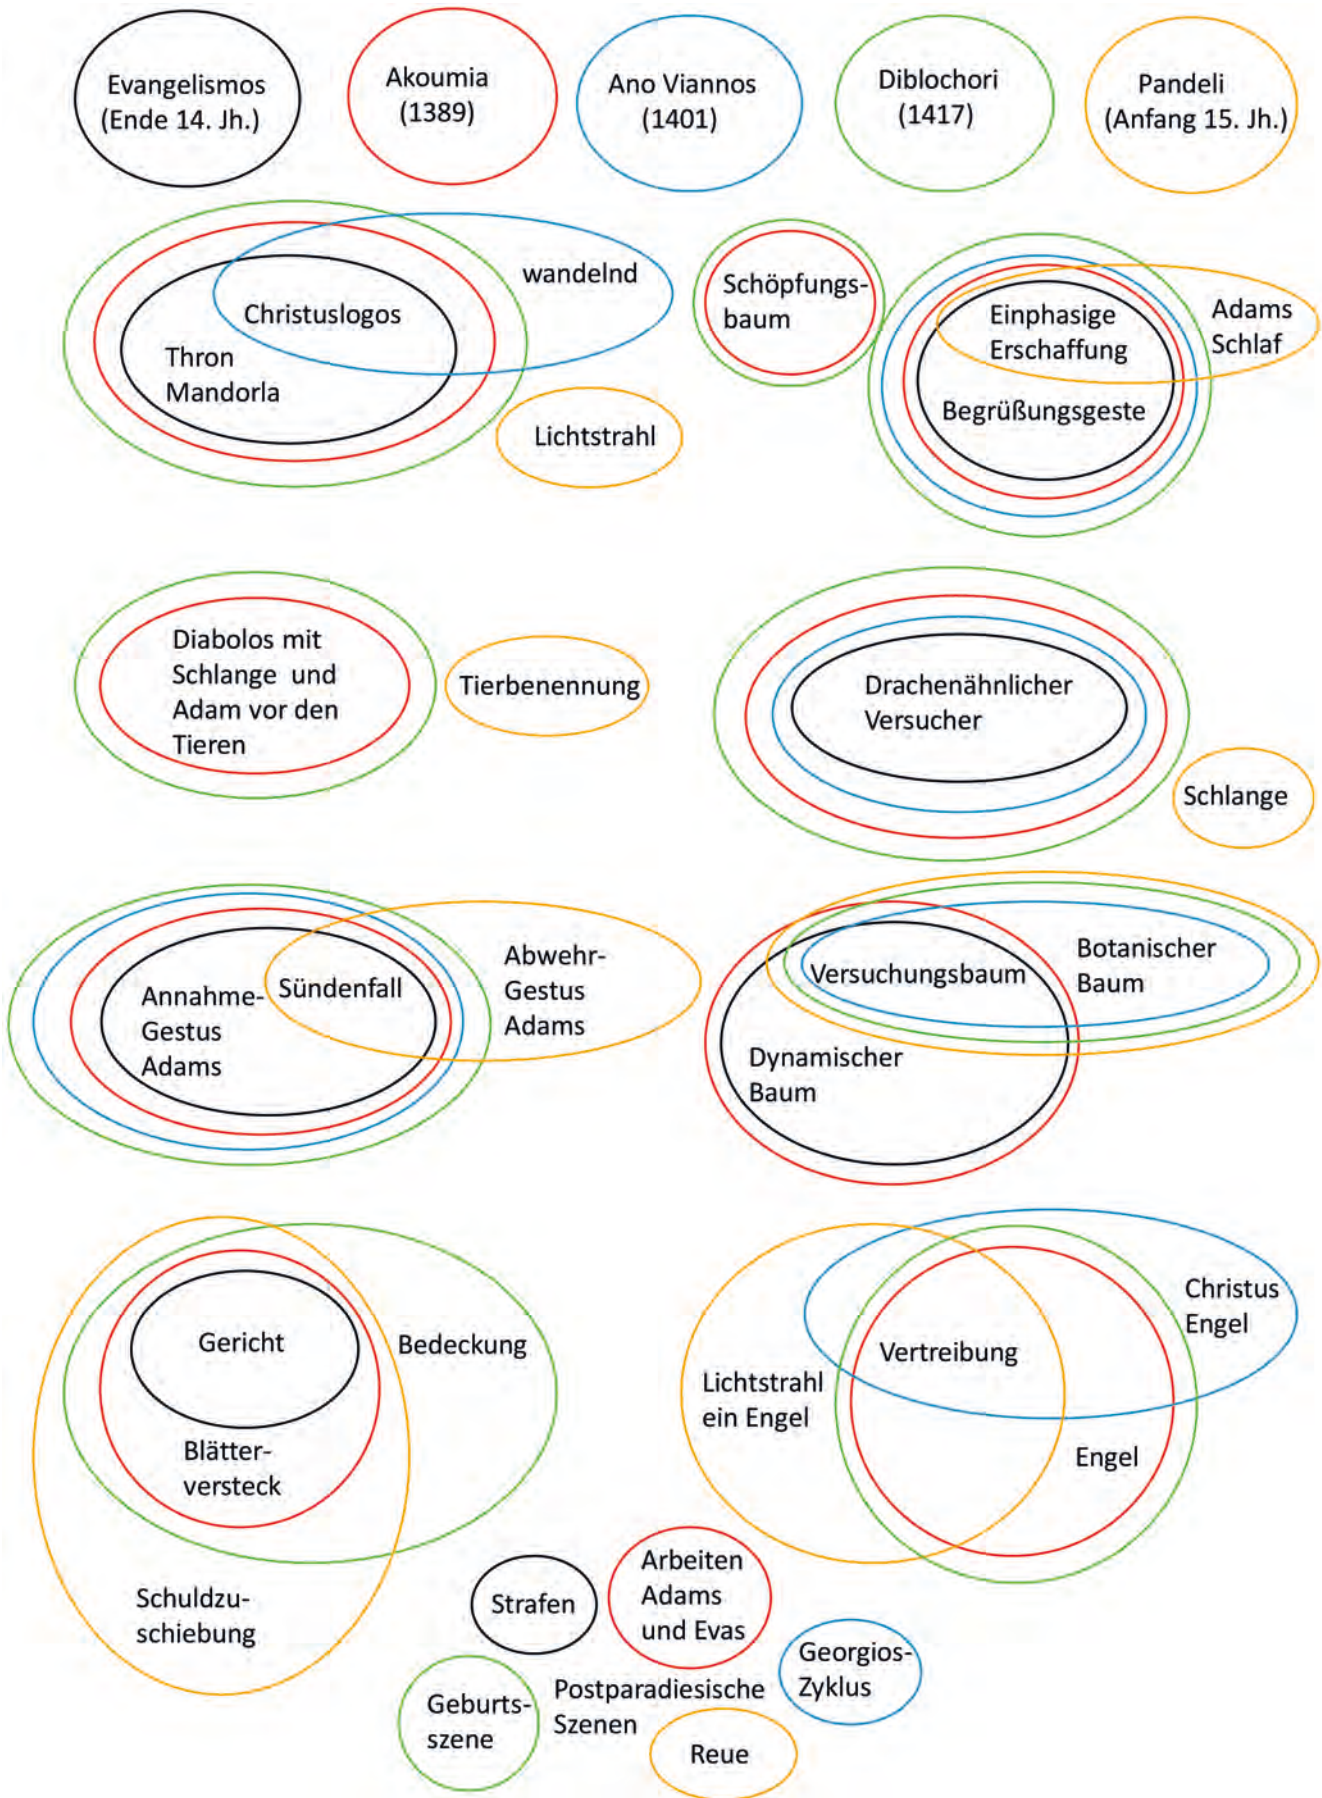 Evangelismos
(Ende 14. Jh.)
Akoumia
(1389)
Ano Viannos
(1401)
Diblochori
(1417)
Pandeli
(Anfang 15. Jh.)
Christuslogos
Thron
Mandorla
wandelnd
Lichtstrahl
Schöpfungs-
baum
Einphasige
Erschaffung
Begrüßungsgeste
Adams
Schlaf
Diabolos mit
Schlange und
Adam vor den
Tieren
Tierbenennung
Drachenähnlicher
Versucher
Schlange
Annahme-
Gestus
Adams
Sündenfall
Abwehr-
Gestus
Adams
Versuchungsbaum
Botanischer
Baum
Dynamischer
Baum
Gericht
Bedeckung
Blätter-
versteck
Schuldzu-
schiebung
Vertreibung
Christus
Engel
Lichtstrahl
ein Engel
Engel
Strafen
Arbeiten
Adams
und Evas
Georgios-
Zyklus
Geburts-
szene
Postparadiesische
Szenen
Reue